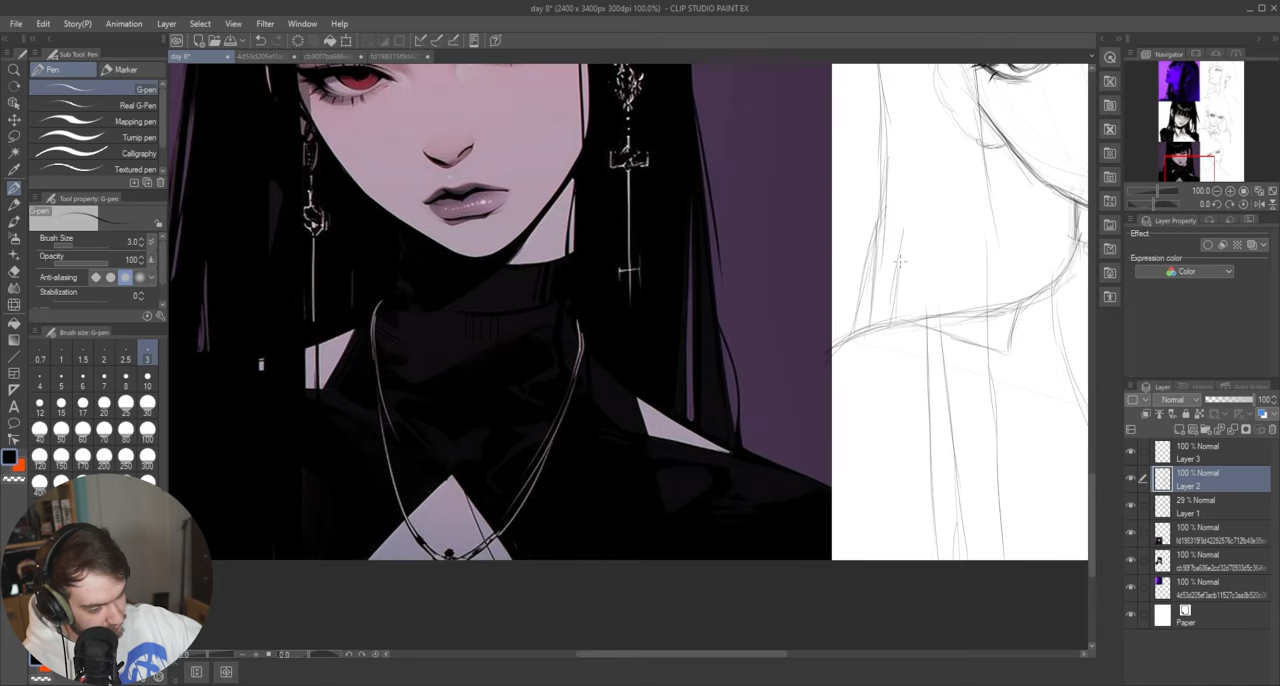 day 8* (2400 x 3400px 300dpi 100.0%) - CLIP STUDIO PAINT EX
File Edit Story(P) Animation Layer Select View Filter Window Help
Sub Tool: Pen
day 8*
Pen Marker
G-pen
Real G-Pen
Mapping pen
Turnip pen
Calligraphy
Textured pen
Tool property: G-pen
G-pen
Brush Size 3.0
Opacity 100
Anti-aliasing
Stabilization 0
Brush size: G-pen
0.7 1 1.5 2 2.5 3
4 5 6 7 8 10
12 15 17 20 25 30
40 50 60 70 80 100
120 150 170 200 250 300
400
Navigator
100.0
0.0
Layer Property
Effect
Expression color
Color
Layer
Normal 100
100 % Normal
Layer 3
100 % Normal
Layer 2
29 % Normal
Layer 1
100 % Normal
100 % Normal
100 % Normal
Paper
0.0